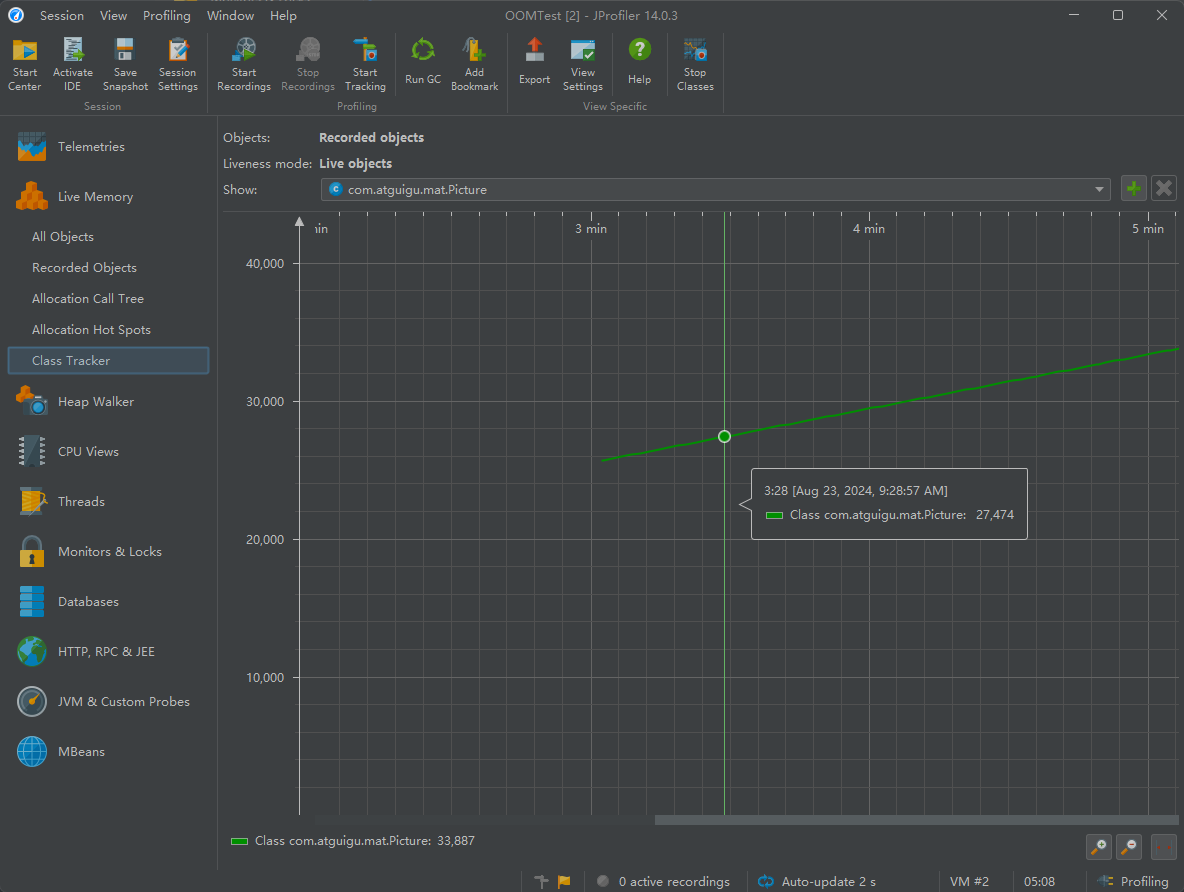 Session View Profiling Window Help
OOMTest [2] - JProfiler 14.0.3
Start Center
Activate IDE
Save Snapshot
Session Settings
Start Recordings
Stop Recordings
Start Tracking
Run GC
Add Bookmark
Export
View Settings
Help
Stop Classes
Session
Profiling
View Specific
Telemetries
Live Memory
All Objects
Recorded Objects
Allocation Call Tree
Allocation Hot Spots
Class Tracker
Heap Walker
CPU Views
Threads
Monitors & Locks
Databases
HTTP, RPC & JEE
JVM & Custom Probes
MBeans
Objects: Recorded objects
Liveness mode: Live objects
Show: com.atguigu.mat.Picture
in 3 min 4 min 5 min
40,000
30,000
20,000
10,000
3:28 [Aug 23, 2024, 9:28:57 AM]
Class com.atguigu.mat.Picture: 27,474
Class com.atguigu.mat.Picture: 33,887
0 active recordings Auto-update 2 s VM #2 05:08 Profiling